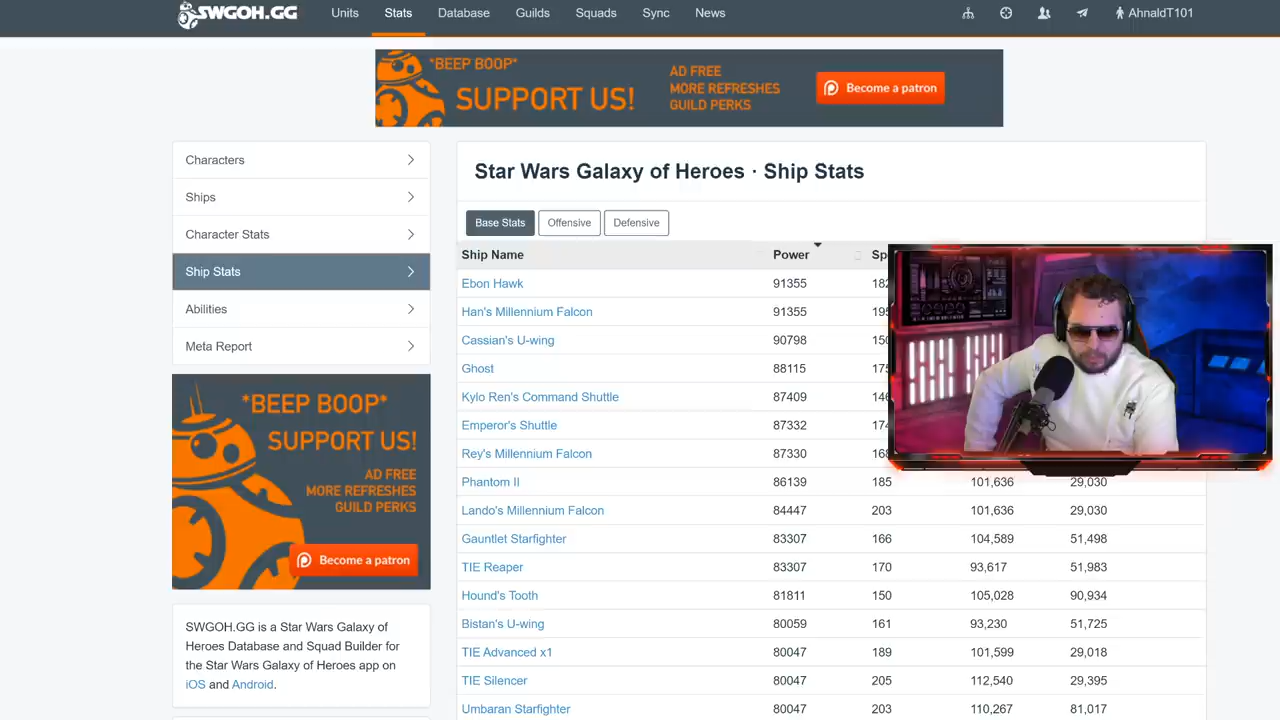 SWGOH.GG Units Stats Database Guilds Squads Sync News AhnaldT101
*BEEP BOOP*
SUPPORT US!
AD FREE
MORE REFRESHES
GUILD PERKS
Become a patron
Characters
Ships
Character Stats
Ship Stats
Abilities
Meta Report
*BEEP BOOP*
SUPPORT US!
AD FREE
MORE REFRESHES
GUILD PERKS
Become a patron
SWGOH.GG is a Star Wars Galaxy of
Heroes Database and Squad Builder for
the Star Wars Galaxy of Heroes app on
iOS and Android.
Star Wars Galaxy of Heroes · Ship Stats
Base Stats Offensive Defensive
Ship Name Power
Ebon Hawk 91355
Han's Millennium Falcon 91355
Cassian's U-wing 90798
Ghost 88115
Kylo Ren's Command Shuttle 87409
Emperor's Shuttle 87332
Rey's Millennium Falcon 87330
Phantom II 86139 185 101,636 29,030
Lando's Millennium Falcon 84447 203 101,636 29,030
Gauntlet Starfighter 83307 166 104,589 51,498
TIE Reaper 83307 170 93,617 51,983
Hound's Tooth 81811 150 105,028 90,934
Bistan's U-wing 80059 161 93,230 51,725
TIE Advanced x1 80047 189 101,599 29,018
TIE Silencer 80047 205 112,540 29,395
Umbaran Starfighter 80047 203 110,267 81,017